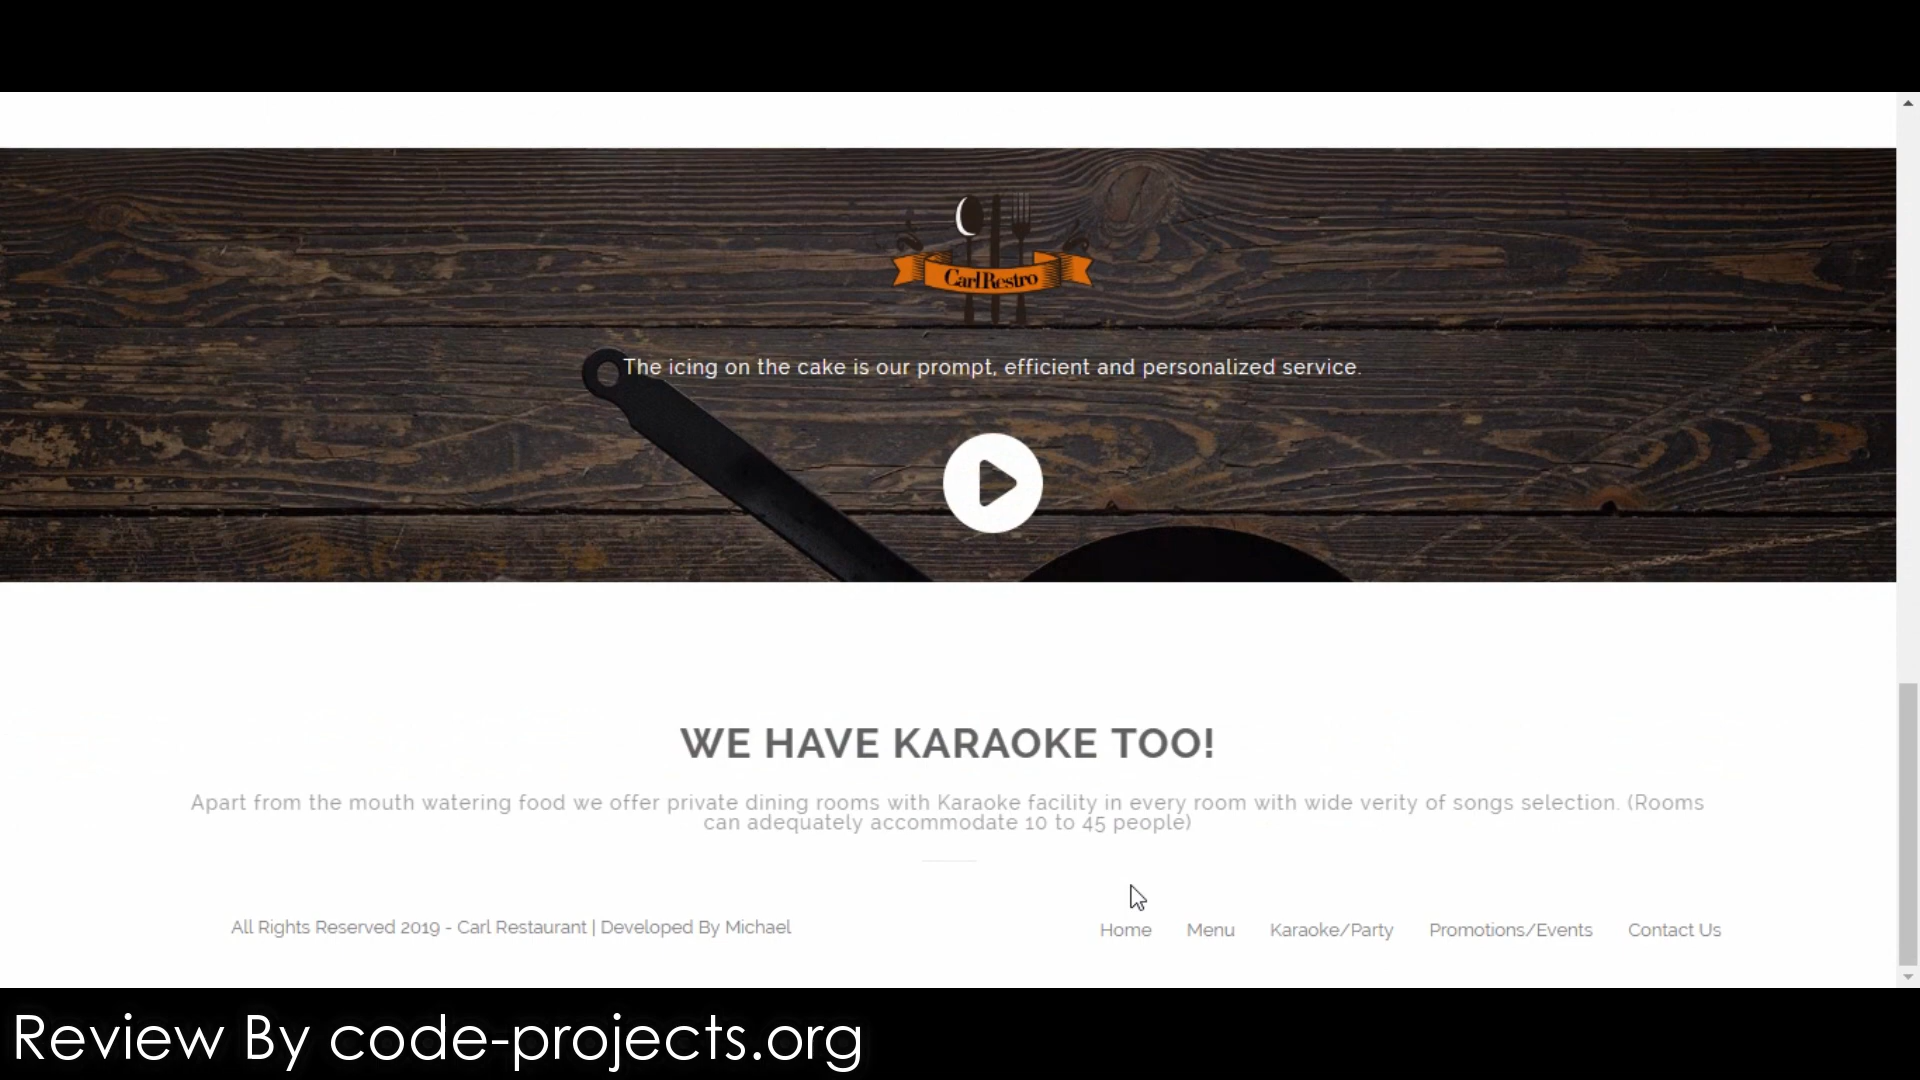 CarlRestro
The icing on the cake is our prompt, efficient and personalized service.
WE HAVE KARAOKE TOO!
Apart from the mouth watering food we offer private dining rooms with Karaoke facility in every room with wide verity of songs selection. (Rooms
can adequately accommodate 10 to 45 people)
All Rights Reserved 2019 - Carl Restaurant | Developed By Michael
Home Menu Karaoke/Party Promotions/Events Contact Us
Review By code-projects.org